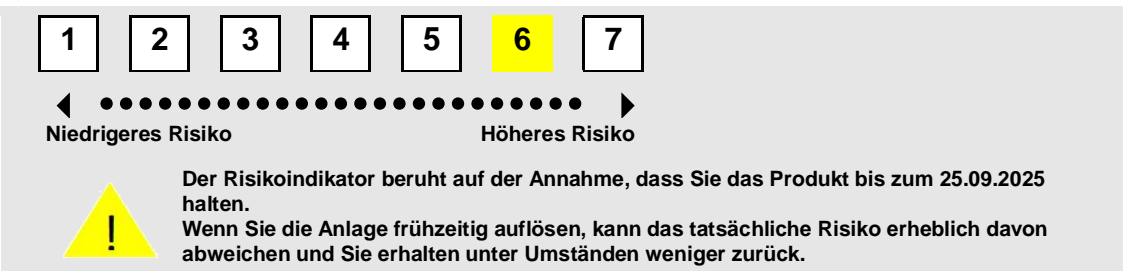 1 2 3 4 5 6 7
Niedrigeres Risiko Höheres Risiko
Der Risikoindikator beruht auf der Annahme, dass Sie das Produkt bis zum 25.09.2025
halten.
Wenn Sie die Anlage frühzeitig auflösen, kann das tatsächliche Risiko erheblich davon
abweichen und Sie erhalten unter Umständen weniger zurück.
!